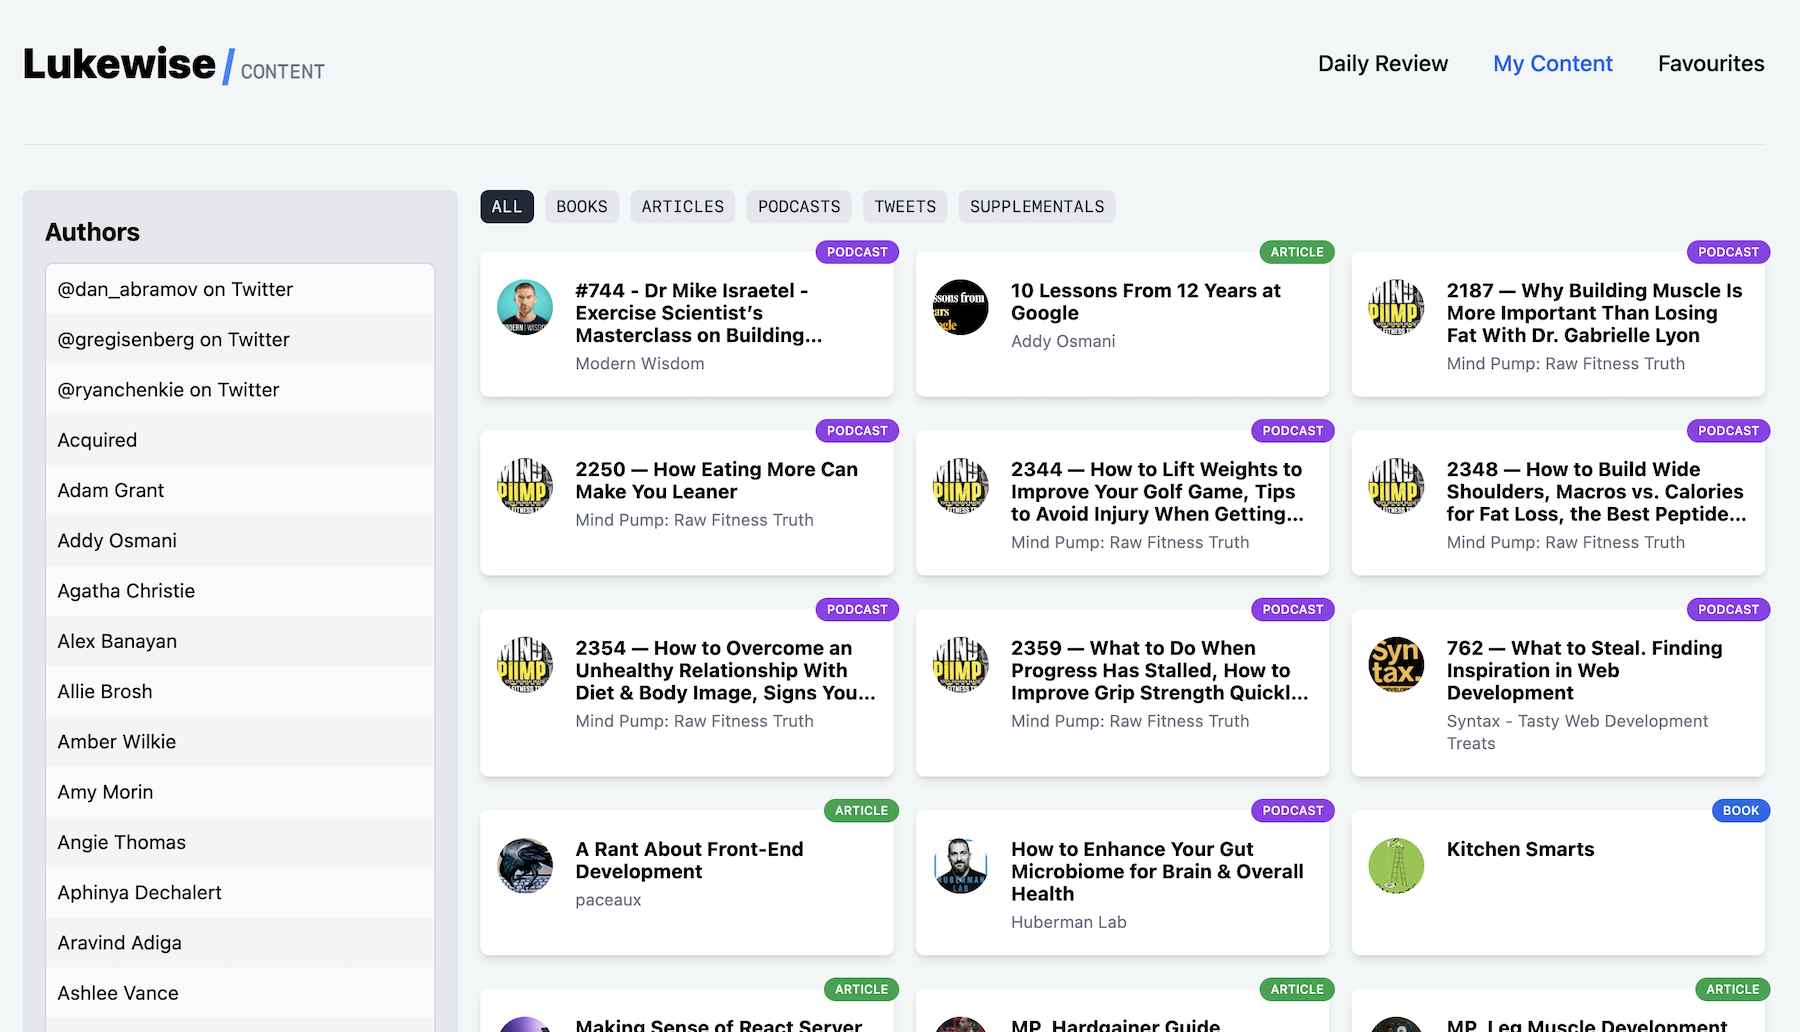 Lukewise / CONTENT
Daily Review
My Content
Favourites
Authors
@dan_abramov on Twitter
@gregisenberg on Twitter
@ryanchenkie on Twitter
Acquired
Adam Grant
Addy Osmani
Agatha Christie
Alex Banayan
Allie Brosh
Amber Wilkie
Amy Morin
Angie Thomas
Aphinya Dechalert
Aravind Adiga
Ashlee Vance
ALL
BOOKS
ARTICLES
PODCASTS
TWEETS
SUPPLEMENTALS
PODCAST
#744 - Dr Mike Israetel -
Exercise Scientist’s
Masterclass on Building...
Modern Wisdom
ARTICLE
10 Lessons From 12 Years at
Google
Addy Osmani
PODCAST
2187 — Why Building Muscle Is
More Important Than Losing
Fat With Dr. Gabrielle Lyon
Mind Pump: Raw Fitness Truth
PODCAST
2250 — How Eating More Can
Make You Leaner
Mind Pump: Raw Fitness Truth
PODCAST
2344 — How to Lift Weights to
Improve Your Golf Game, Tips
to Avoid Injury When Getting...
Mind Pump: Raw Fitness Truth
PODCAST
2348 — How to Build Wide
Shoulders, Macros vs. Calories
for Fat Loss, the Best Peptide...
Mind Pump: Raw Fitness Truth
PODCAST
2354 — How to Overcome an
Unhealthy Relationship With
Diet & Body Image, Signs You...
Mind Pump: Raw Fitness Truth
PODCAST
2359 — What to Do When
Progress Has Stalled, How to
Improve Grip Strength Quickl...
Mind Pump: Raw Fitness Truth
PODCAST
Syn
tax.
762 — What to Steal. Finding
Inspiration in Web
Development
Syntax - Tasty Web Development
Treats
ARTICLE
A Rant About Front-End
Development
paceaux
PODCAST
How to Enhance Your Gut
Microbiome for Brain & Overall
Health
Huberman Lab
BOOK
Kitchen Smarts
ARTICLE
Making Sense of React Server
ARTICLE
MP Hardgainer Guide
ARTICLE
MP Leg Muscle Development